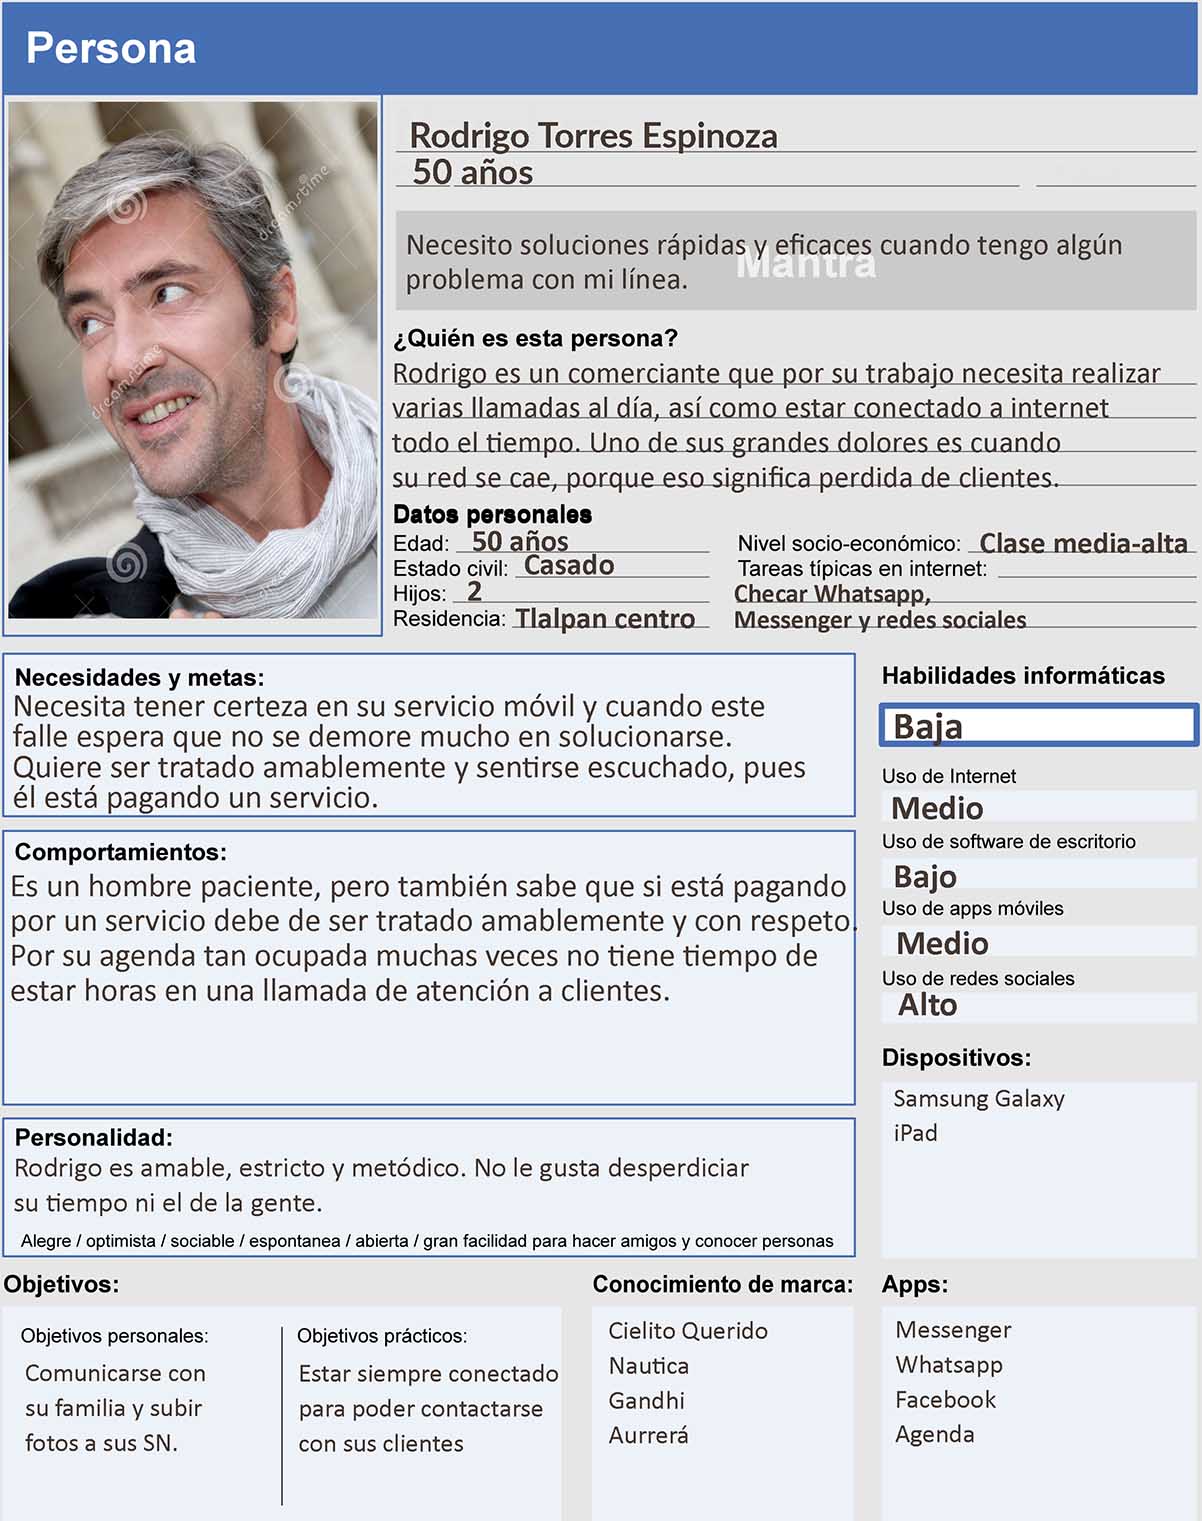 Persona
Rodrigo Torres Espinoza
50 años
Mantra
Necesito soluciones rápidas y eficaces cuando tengo algún
problema con mi línea.
¿Quién es esta persona?
Rodrigo es un comerciante que por su trabajo necesita realizar
varias llamadas al día, así como estar conectado a internet
todo el tiempo. Uno de sus grandes dolores es cuando
su red se cae, porque eso significa perdida de clientes.
Datos personales
Edad: 50 años
Estado civil: Casado
Hijos: 2
Residencia: Tlalpan centro
Nivel socio-económico: Clase media-alta
Tareas típicas en internet:
Checar Whatsapp,
Messenger y redes sociales
dreamstime
dreamstime
Necesidades y metas:
Necesita tener certeza en su servicio móvil y cuando este
falle espera que no se demore mucho en solucionarse.
Quiere ser tratado amablemente y sentirse escuchado, pues
él está pagando un servicio.
Comportamientos:
Es un hombre paciente, pero también sabe que si está pagando
por un servicio debe de ser tratado amablemente y con respeto.
Por su agenda tan ocupada muchas veces no tiene tiempo de
estar horas en una llamada de atención a clientes.
Personalidad:
Rodrigo es amable, estricto y metódico. No le gusta desperdiciar
su tiempo ni el de la gente.
Alegre / optimista / sociable / espontanea / abierta / gran facilidad para hacer amigos y conocer personas
Habilidades informáticas
Baja
Uso de Internet
Medio
Uso de software de escritorio
Bajo
Uso de apps móviles
Medio
Uso de redes sociales
Alto
Dispositivos:
Samsung Galaxy
iPad
Objetivos:
Objetivos personales:
Comunicarse con
su familia y subir
fotos a sus SN.
Objetivos prácticos:
Estar siempre conectado
para poder contactarse
con sus clientes
Conocimiento de marca:
Cielito Querido
Nautica
Gandhi
Aurrerá
Apps:
Messenger
Whatsapp
Facebook
Agenda